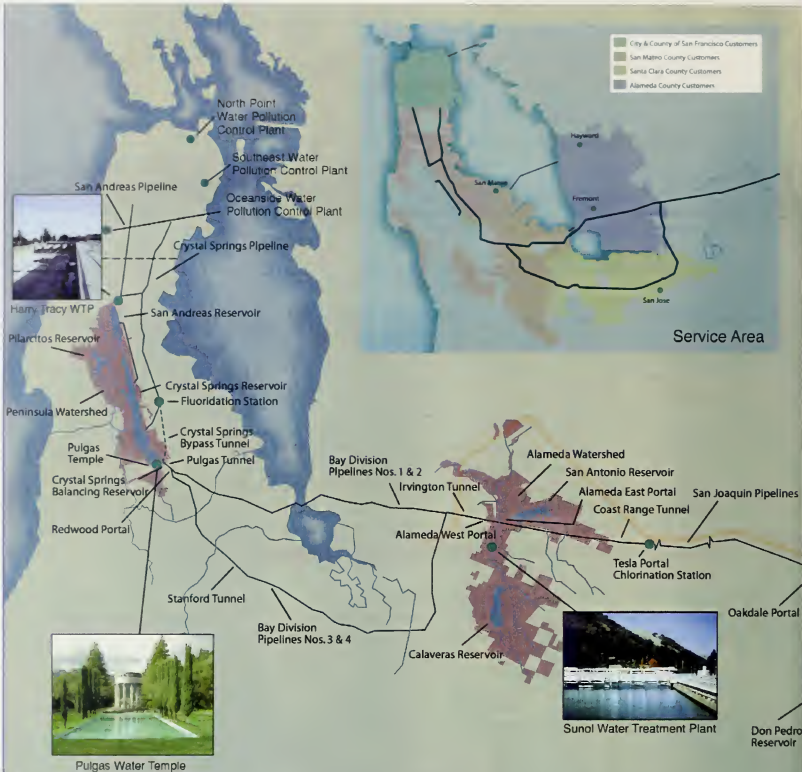 City & County of San Francisco Customers
San Mateo County Customers
Santa Clara County Customers
Alameda County Customers
Hayward
San Mateo
Fremont
San Jose
Service Area
North Point
Water Pollution
Control Plant
Southeast Water
Pollution Control Plant
San Andreas Pipeline
Oceanside Water
Pollution Control Plant
Crystal Springs Pipeline
Harry Tracy WTP
San Andreas Reservoir
Pilarcitos Reservoir
Crystal Springs Reservoir
Fluoridation Station
Peninsula Watershed
Crystal Springs
Bypass Tunnel
Pulgas
Temple
Pulgas Tunnel
Crystal Springs
Balancing Reservoir
Redwood Portal
Bay Division
Pipelines Nos. 1 & 2
Irvington Tunnel
Alameda Watershed
San Antonio Reservoir
Alameda East Portal
Coast Range Tunnel
San Joaquin Pipelines
Alameda West Portal
Tesla Portal
Chlorination Station
Oakdale Portal
Stanford Tunnel
Bay Division
Pipelines Nos. 3 & 4
Calaveras Reservoir
Sunol Water Treatment Plant
Don Pedro
Reservoir
Pulgas Water Temple